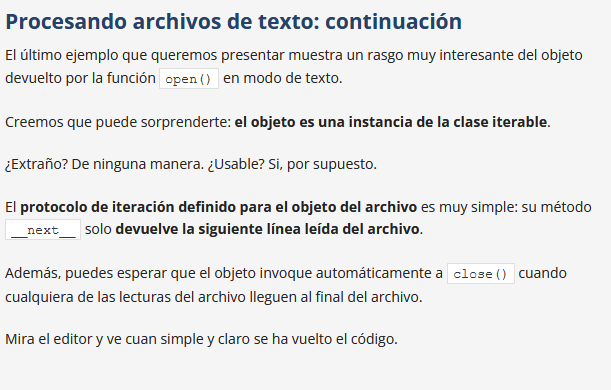 Procesando archivos de texto: continuación
El último ejemplo que queremos presentar muestra un rasgo muy interesante del objeto
devuelto por la función open() en modo de texto.
Creemos que puede sorprenderte: el objeto es una instancia de la clase iterable.
¿Extraño? De ninguna manera. ¿Usable? Si, por supuesto.
El protocolo de iteración definido para el objeto del archivo es muy simple: su método
__next__ solo devuelve la siguiente línea leída del archivo.
Además, puedes esperar que el objeto invoque automáticamente a close() cuando
cualquiera de las lecturas del archivo lleguen al final del archivo.
Mira el editor y ve cuan simple y claro se ha vuelto el código.